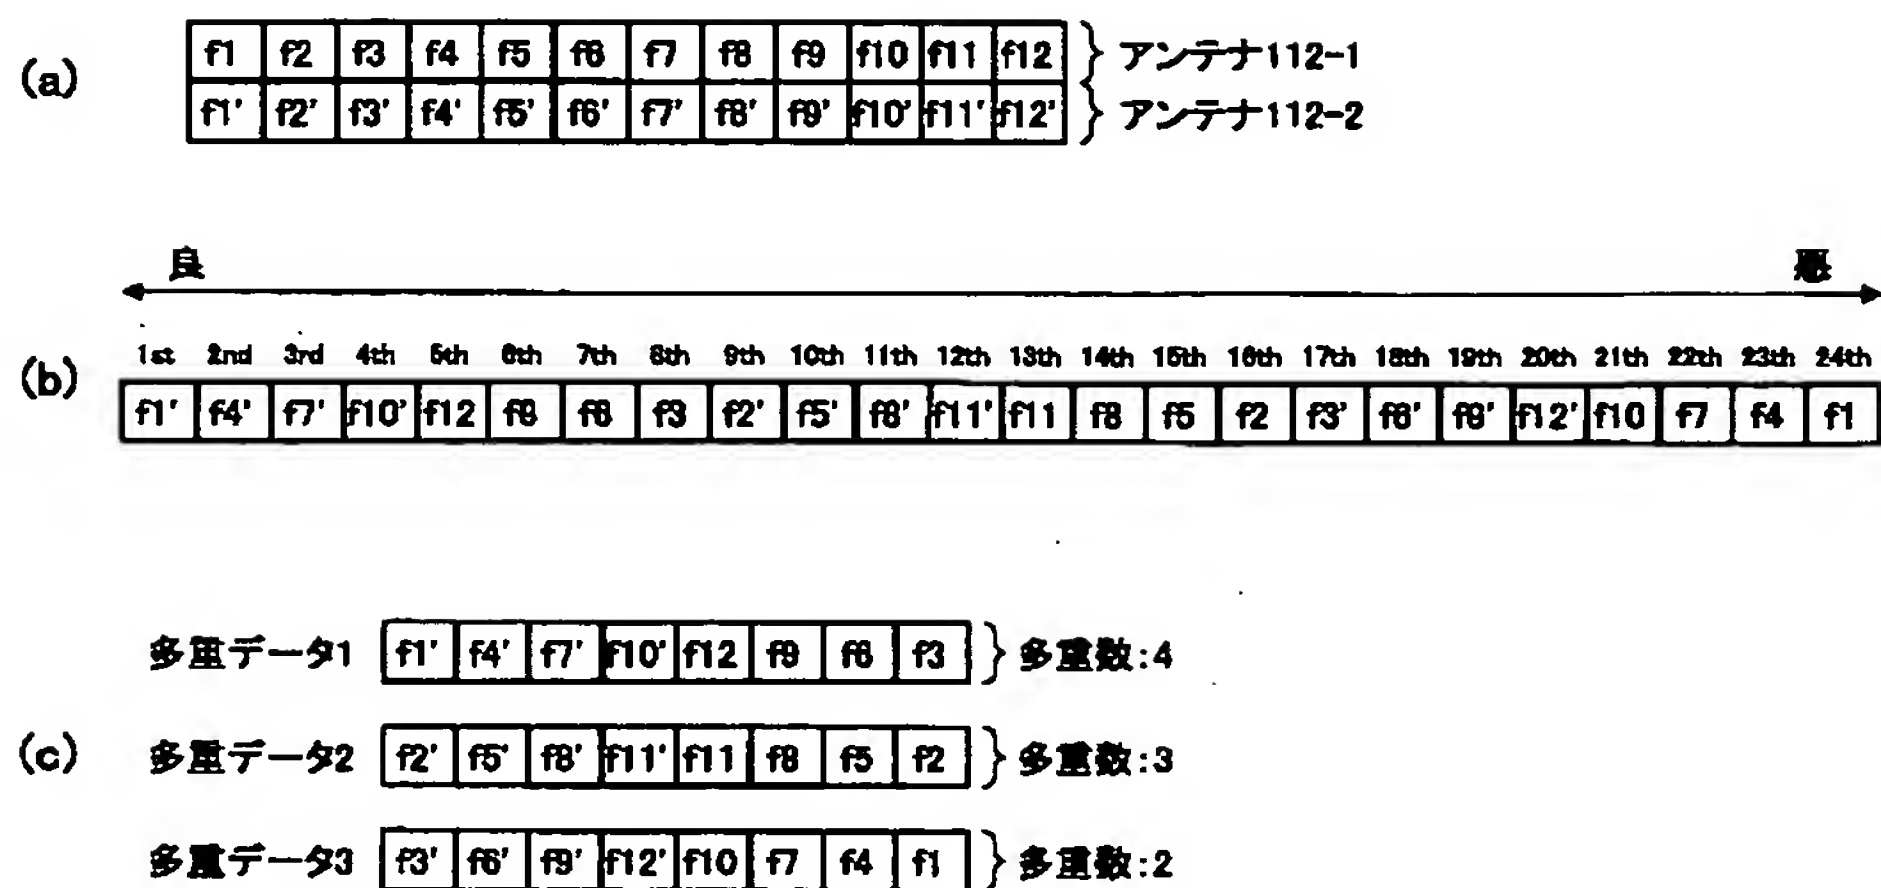 (a)
f1 f2 f3 f4 f5 f6 f7 f8 f9 f10 f11 f12 アンテナ112-1
f1' f2' f3' f4' f5' f6' f7' f8' f9' f10' f11' f12' アンテナ112-2
良 悪
1st 2nd 3rd 4th 5th 6th 7th 8th 9th 10th 11th 12th 13th 14th 15th 16th 17th 18th 19th 20th 21th 22th 23th 24th
(b)
f1' f4' f7' f10' f12 f9 f6 f3 f2' f5' f8' f11' f11 f8 f5 f2 f3' f6' f9' f12' f10 f7 f4 f1
多重データ1 f1' f4' f7' f10' f12 f9 f6 f3 多重数:4
(c)
多重データ2 f2' f5' f8' f11' f11 f8 f5 f2 多重数:3
多重データ3 f3' f6' f9' f12' f10 f7 f4 f1 多重数:2